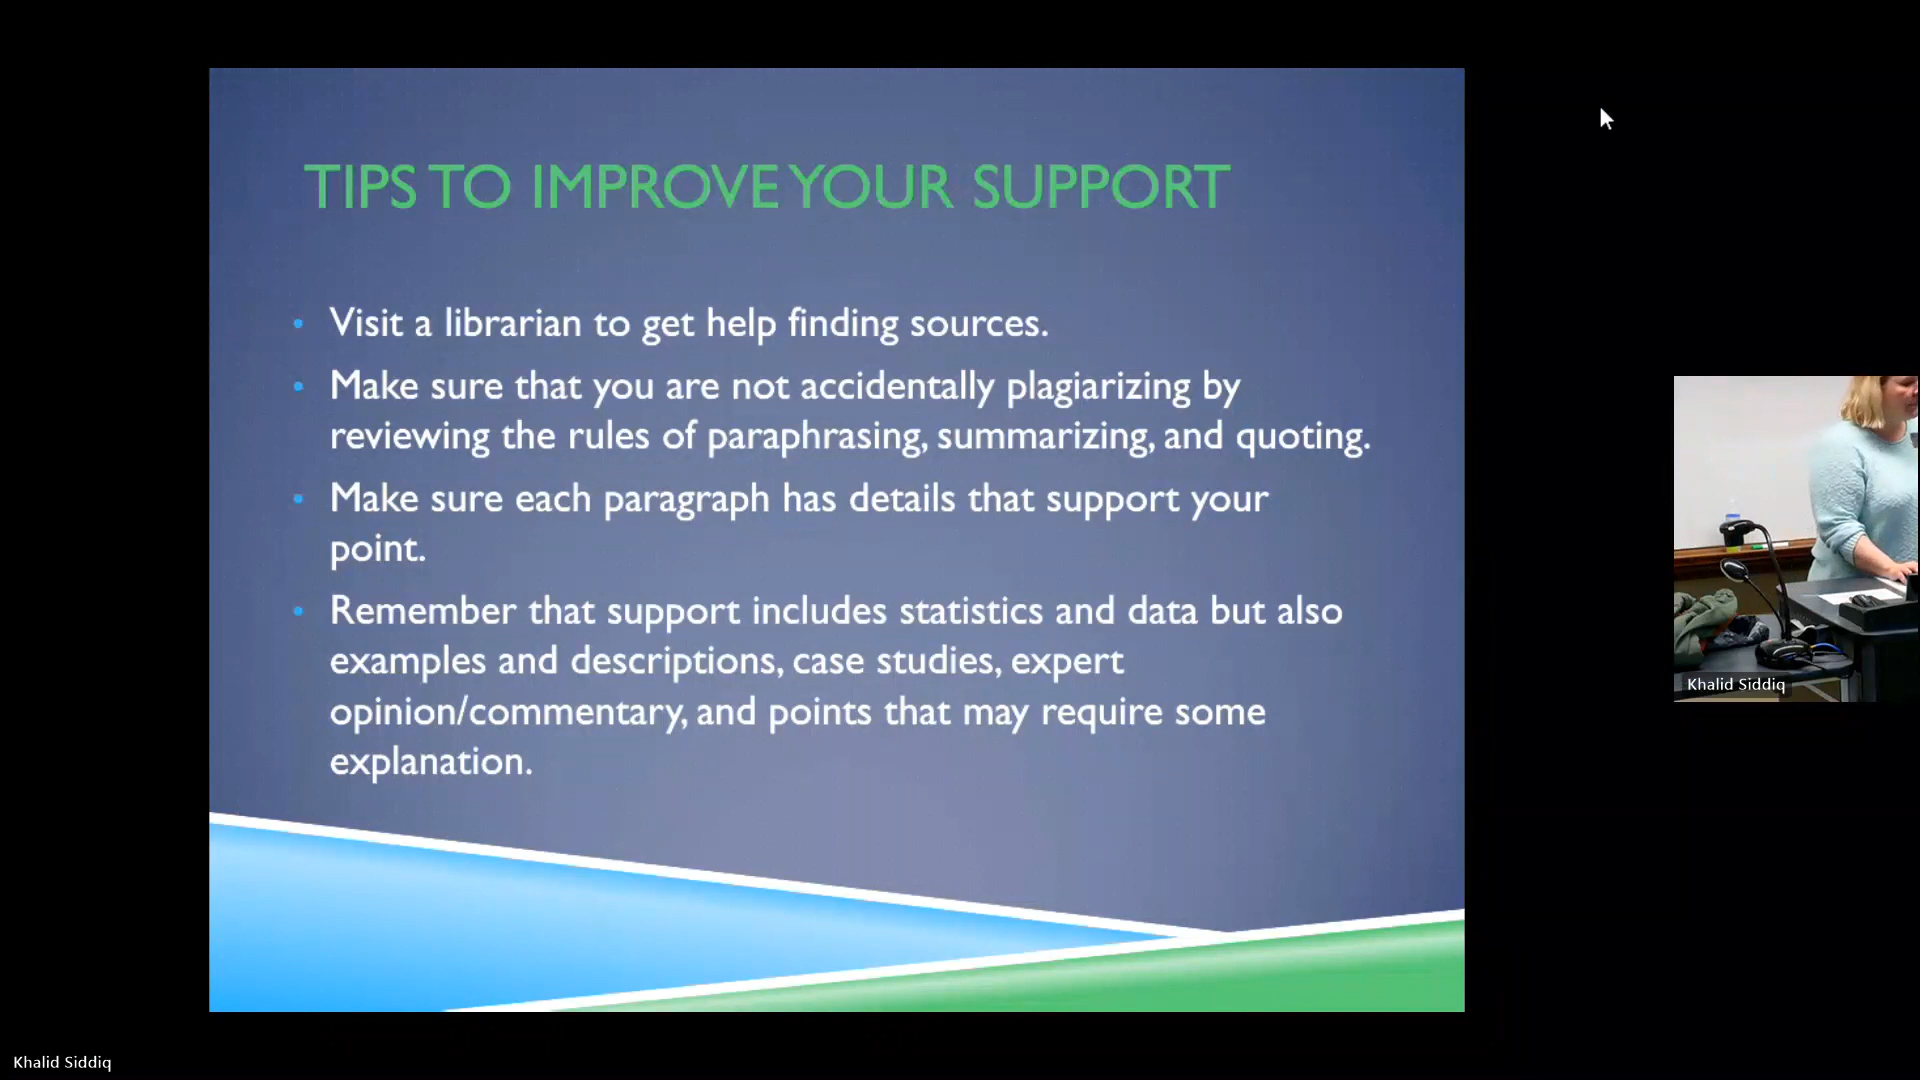 TIPS TO IMPROVE YOUR SUPPORT
• Visit a librarian to get help finding sources.
• Make sure that you are not accidentally plagiarizing by
reviewing the rules of paraphrasing, summarizing, and quoting.
• Make sure each paragraph has details that support your
point.
• Remember that support includes statistics and data but also
examples and descriptions, case studies, expert
opinion/commentary, and points that may require some
explanation.
Khalid Siddiq
Khalid Siddiq